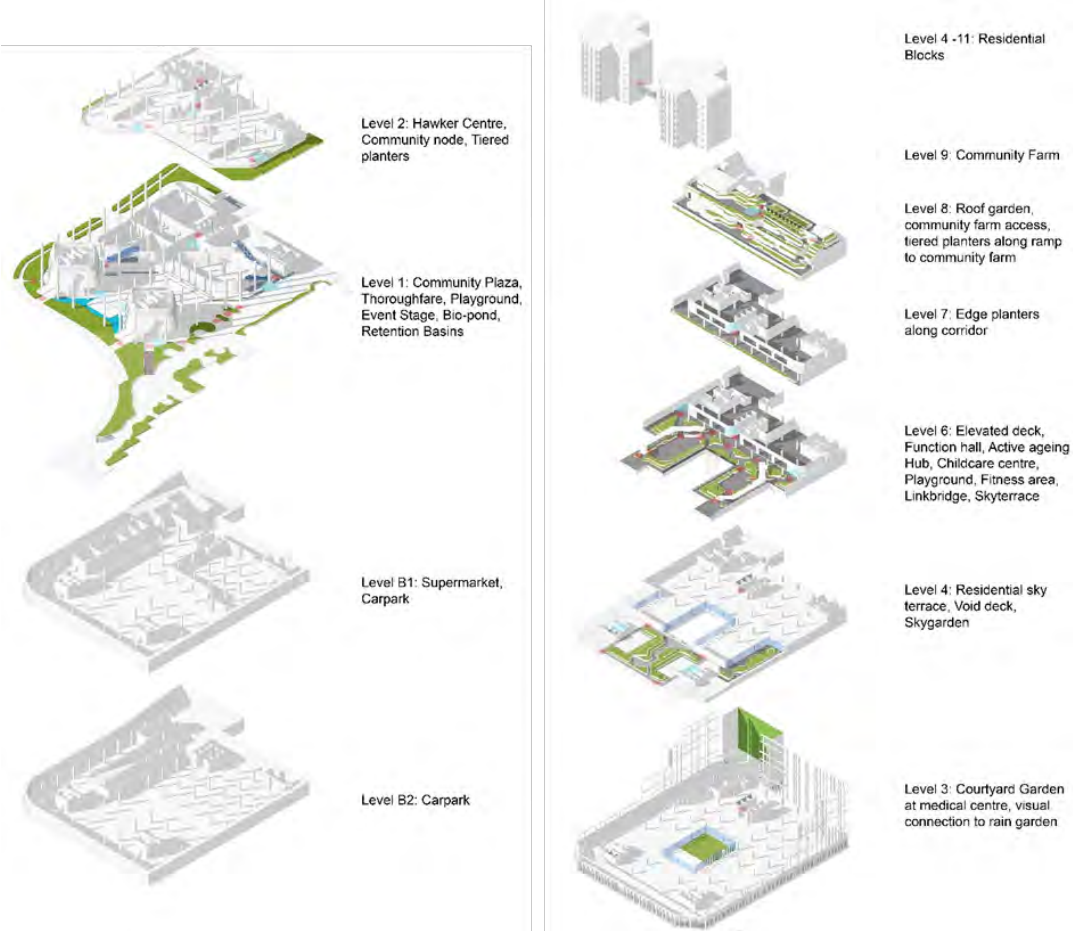 Level 2: Hawker Centre,
Community node, Tiered
planters
Level 1: Community Plaza,
Thoroughfare, Playground,
Event Stage, Bio-pond,
Retention Basins
Level B1: Supermarket,
Carpark
Level B2: Carpark
Level 4 -11: Residential
Blocks
Level 9: Community Farm
Level 8: Roof garden,
community farm access,
tiered planters along ramp
to community farm
Level 7: Edge planters
along corridor
Level 6: Elevated deck,
Function hall, Active ageing
Hub, Childcare centre,
Playground, Fitness area,
Linkbridge, Skyterrace
Level 4: Residential sky
terrace, Void deck,
Skygarden
Level 3: Courtyard Garden
at medical centre, visual
connection to rain garden